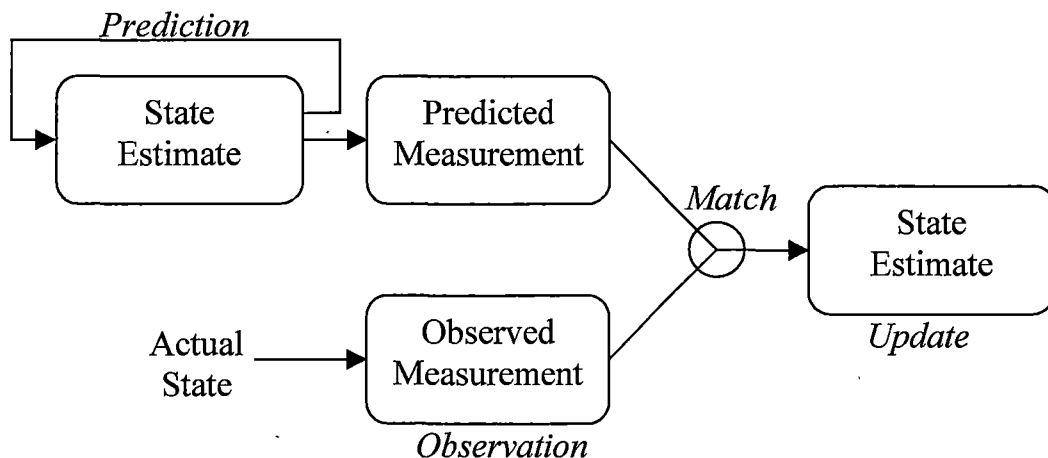 Prediction
State
Estimate
Predicted
Measurement
Match
State
Estimate
Update
Actual
State
Observed
Measurement
Observation